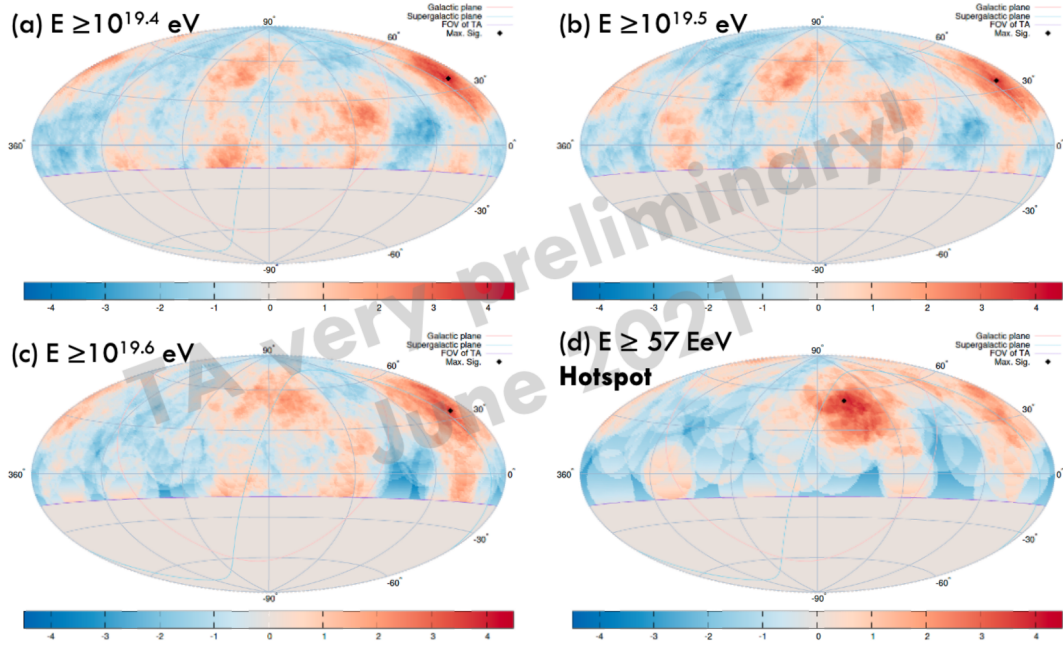 (a) E ≥10^19.4 eV
Galactic plane
Supergalactic plane
FOV of TA
Max. Sig.
90°
60°
30°
360°
0°
-30°
-60°
-90°
-4 -3 -2 -1 0 1 2 3 4
(b) E ≥10^19.5 eV
Galactic plane
Supergalactic plane
FOV of TA
Max. Sig.
90°
60°
30°
360°
0°
-30°
-60°
-90°
-4 -3 -2 -1 0 1 2 3 4
TA very preliminary!
June 2021
(c) E ≥10^19.6 eV
Galactic plane
Supergalactic plane
FOV of TA
Max. Sig.
90°
60°
30°
360°
0°
-30°
-60°
-90°
-4 -3 -2 -1 0 1 2 3 4
(d) E ≥ 57 EeV
Hotspot
Galactic plane
Supergalactic plane
FOV of TA
Max. Sig.
90°
60°
30°
360°
0°
-30°
-60°
-90°
-4 -3 -2 -1 0 1 2 3 4